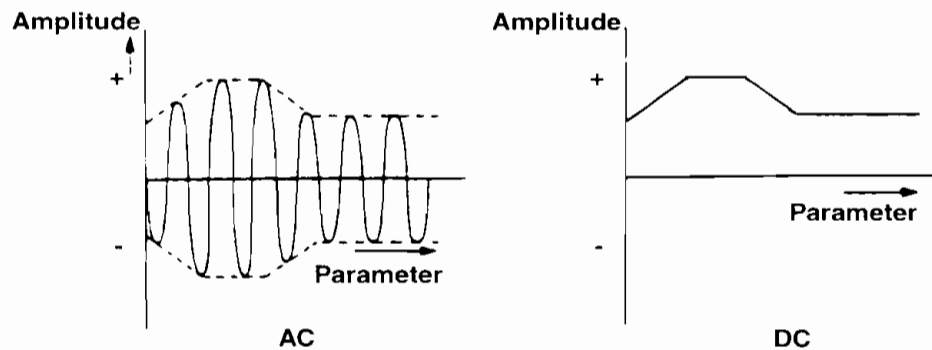 Amplitude
+
-
Parameter
AC
Amplitude
+
-
Parameter
DC